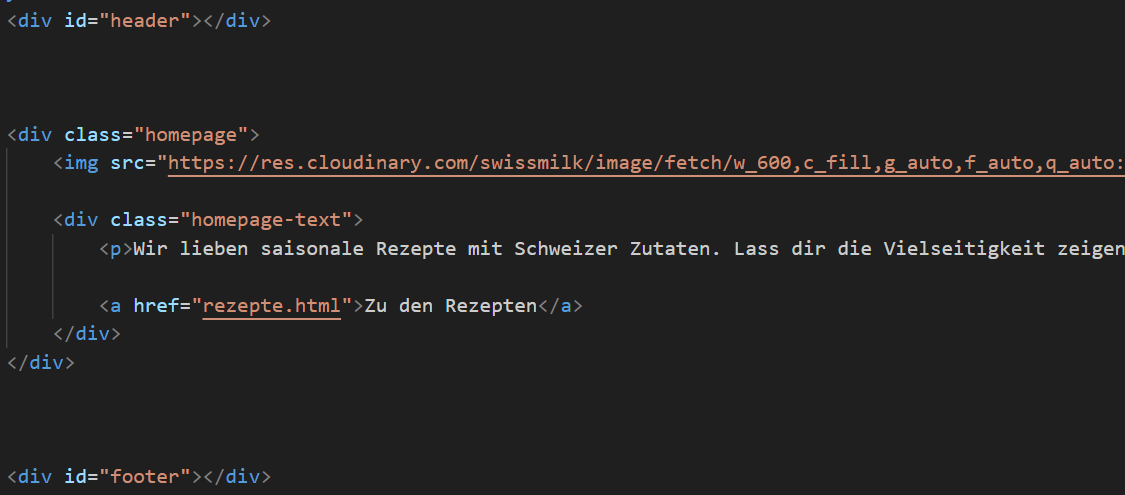 <div id="header"></div>
<div class="homepage">
<img src="https://res.cloudinary.com/swissmilk/image/fetch/w_600,c_fill,g_auto,f_auto,q_auto:
<div class="homepage-text">
<p>Wir lieben saisonale Rezepte mit Schweizer Zutaten. Lass dir die Vielseitigkeit zeigen
<a href="rezepte.html">Zu den Rezepten</a>
</div>
</div>
<div id="footer"></div>